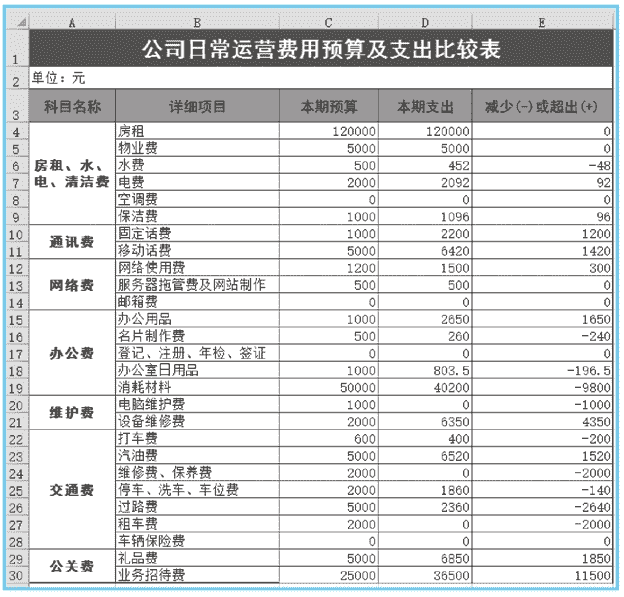 A B C D E
1 公司日常运营费用预算及支出比较表
2 单位：元
3 科目名称 详细项目 本期预算 本期支出 减少(-)或超出(+)
4 房租 120000 120000 0
5 物业费 5000 5000 0
6 房租、水、 水费 500 452 -48
7 电、清洁费 电费 2000 2092 92
8 空调费 0 0 0
9 保洁费 1000 1096 96
10 通讯费 固定话费 1000 2200 1200
11 移动话费 5000 6420 1420
12 网络使用费 1200 1500 300
13 网络费 服务器拖管费及网站制作 500 500 0
14 邮箱费 0 0 0
15 办公用品 1000 2650 1650
16 名片制作费 500 260 -240
17 办公费 登记、注册、年检、签证 0 0 0
18 办公室日用品 1000 803.5 -196.5
19 消耗材料 50000 40200 -9800
20 维护费 电脑维护费 1000 0 -1000
21 设备维修费 2000 6350 4350
22 打车费 600 400 -200
23 汽油费 5000 6520 1520
24 维修费、保养费 2000 0 -2000
25 交通费 停车、洗车、车位费 2000 1860 -140
26 过路费 5000 2360 -2640
27 租车费 2000 0 -2000
28 车辆保险费 0 0 0
29 公关费 礼品费 5000 6850 1850
30 业务招待费 25000 36500 11500